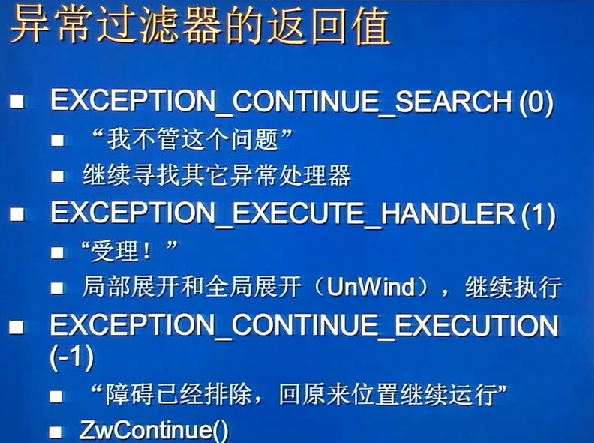 异常过滤器的返回值
EXCEPTION_CONTINUE_SEARCH (0)
“我不管这个问题”
继续寻找其它异常处理器
EXCEPTION_EXECUTE_HANDLER (1)
“受理！”
局部展开和全局展开（UnWind），继续执行
EXCEPTION_CONTINUE_EXECUTION
(-1)
“障碍已经排除，回原来位置继续运行”
ZwContinue()